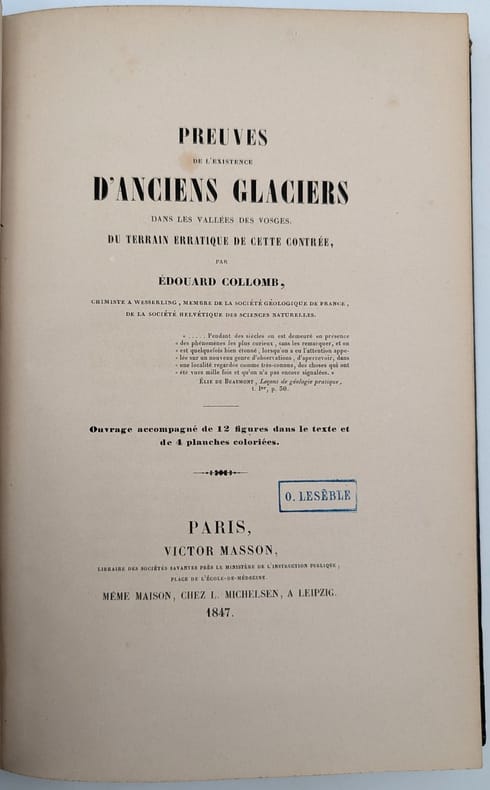 PREUVES
DE L'EXISTENCE
D'ANCIENS GLACIERS
DANS LES VALLÉES DES VOSGES.
DU TERRAIN ERRATIQUE DE CETTE CONTRÉE,
PAR
ÉDOUARD COLLOMB,
CHIMISTE A WESSERLING, MEMBRE DE LA SOCIÉTÉ GÉOLOGIQUE DE FRANCE,
DE LA SOCIÉTÉ HELVÉTIQUE DES SCIENCES NATURELLES.
« . . . . . Pendant des siècles on est demeuré en présence
« des phénomènes les plus curieux, sans les remarquer, et on
« est quelquefois bien étonné, lorsqu'on a eu l'attention appe-
« lée sur un nouveau genre d'observations, d'apercevoir, dans
« une localité regardée comme très-connue, des choses qui ont
« été vues mille fois et qu'on n'a pas encore signalées. »
ÉLIE DE BEAUMONT, Leçons de géologie pratique,
t. Ier, p. 50.
Ouvrage accompagné de 12 figures dans le texte et
de 4 planches coloriées.
O. LESÈBLE
PARIS,
VICTOR MASSON,
LIBRAIRE DES SOCIÉTÉS SAVANTES PRÈS LE MINISTÈRE DE L'INSTRUCTION PUBLIQUE,
PLACE DE L'ÉCOLE-DE-MÉDECINE.
MÊME MAISON, CHEZ L. MICHELSEN, A LEIPZIG.
1847.